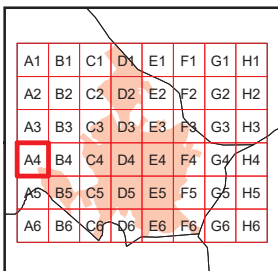 A1 B1 C1 D1 E1 F1 G1 H1
A2 B2 C2 D2 E2 F2 G2 H2
A3 B3 C3 D3 E3 F3 G3 H3
A4 B4 C4 D4 E4 F4 G4 H4
A5 B5 C5 D5 E5 F5 G5 H5
A6 B6 C6 D6 E6 F6 G6 H6